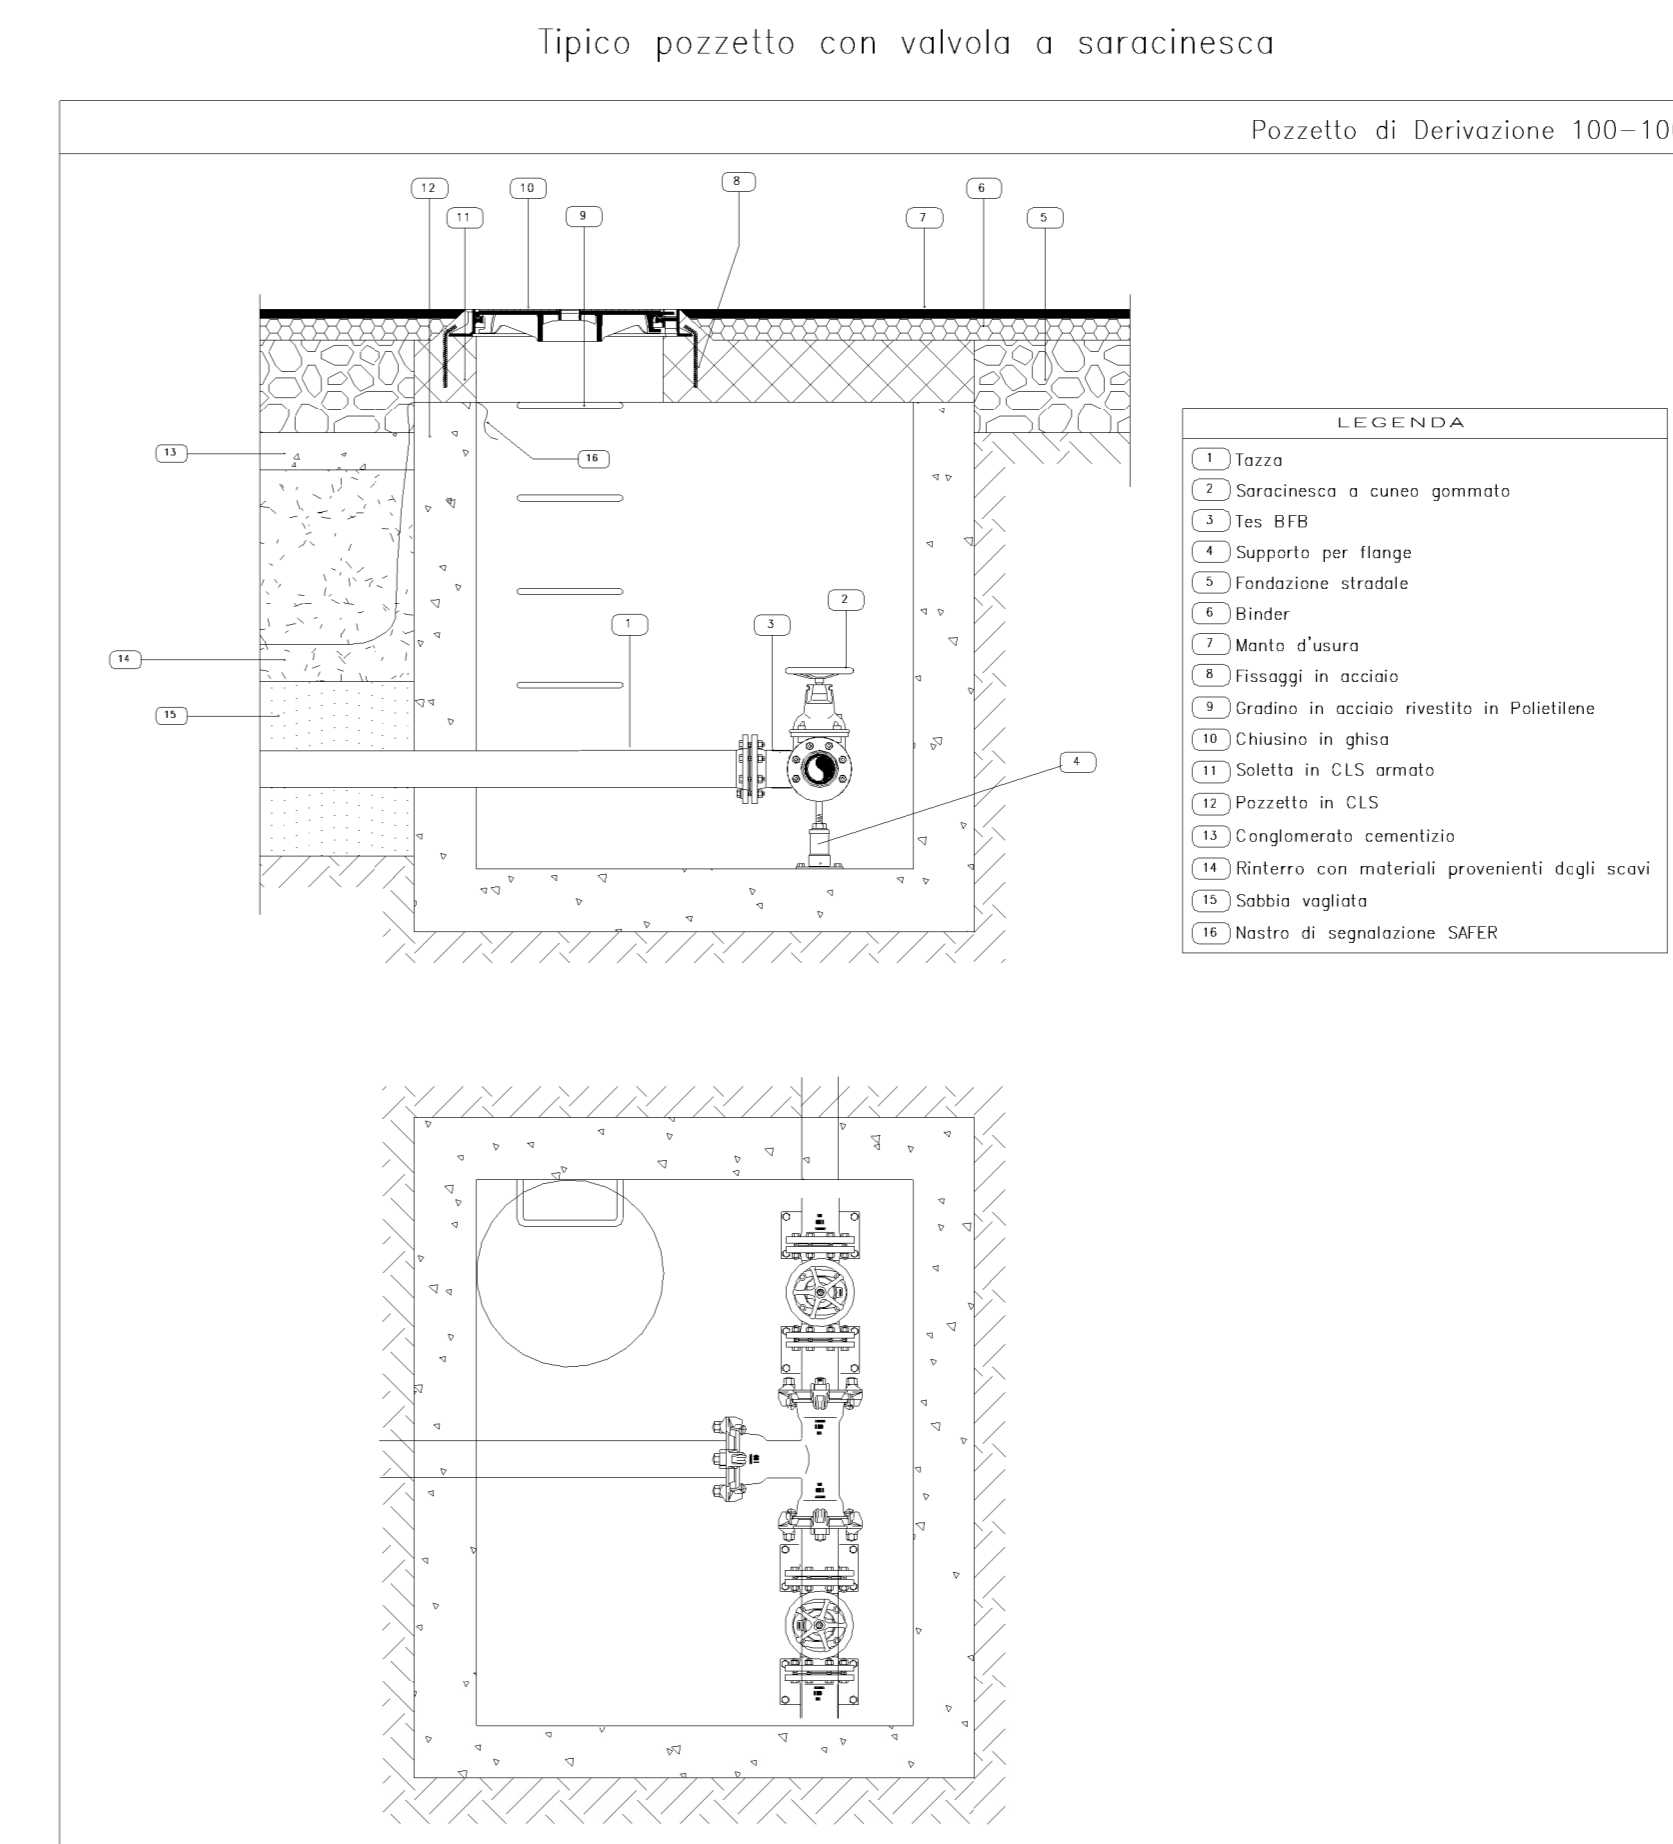 Tipico pozzetto con valvola a saracinesca
Pozzetto di Derivazione 100-10
12
10
8
6
11
9
7
5
13
16
2
1
3
14
15
4
LEGENDA
1 Tazza
2 Saracinesca a cuneo gommato
3 Tes BFB
4 Supporto per flange
5 Fondazione stradale
6 Binder
7 Manto d'usura
8 Fissaggi in acciaio
9 Gradino in acciaio rivestito in Polietilene
10 Chiusino in ghisa
11 Soletta in CLS armato
12 Pozzetto in CLS
13 Conglomerato cementizio
14 Rinterro con materiali provenienti dagli scavi
15 Sabbia vagliata
16 Nastro di segnalazione SAFER